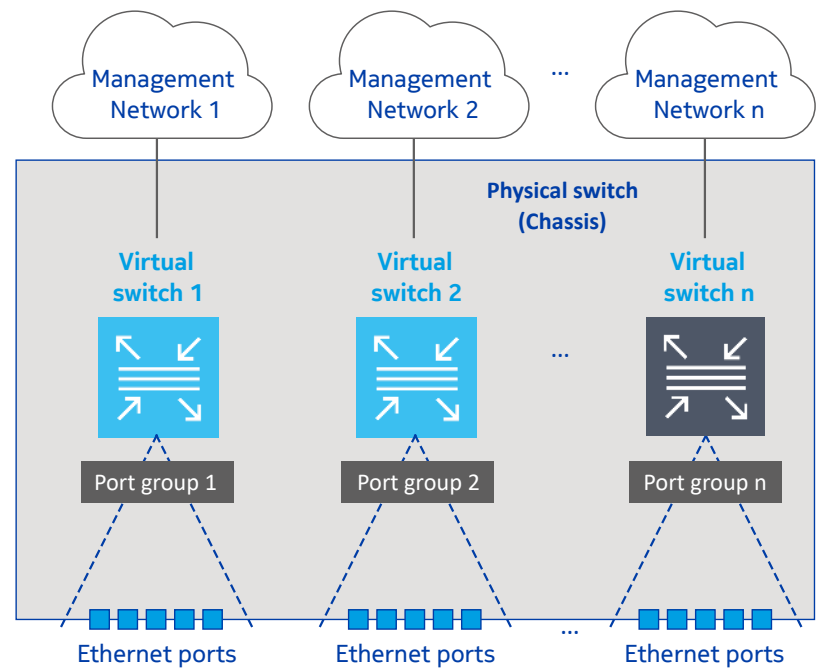 Management
Network 1
Management
Network 2
...
Management
Network n
Physical switch
(Chassis)
Virtual
switch 1
Virtual
switch 2
Virtual
switch n
...
Port group 1
Port group 2
Port group n
...
Ethernet ports
Ethernet ports
Ethernet ports